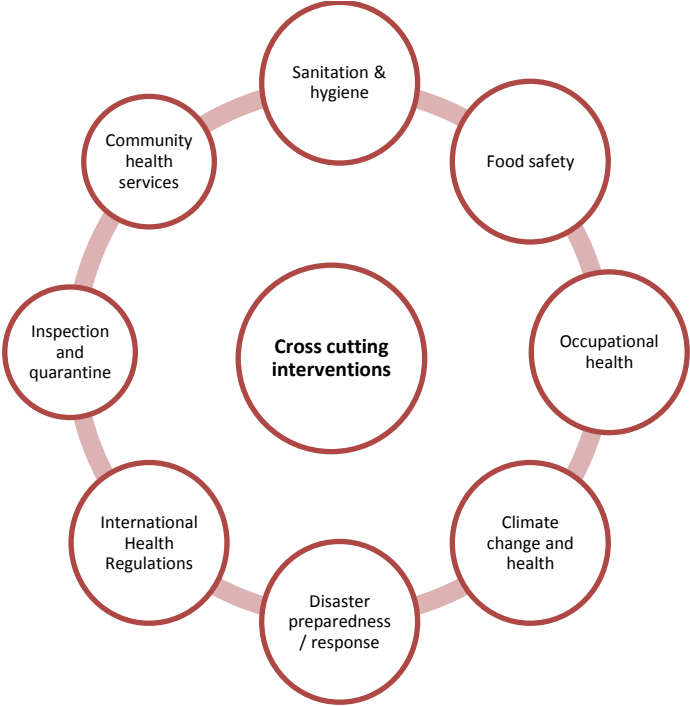 Sanitation &
hygiene
Food safety
Occupational
health
Climate
change and
health
Disaster
preparedness
/ response
International
Health
Regulations
Inspection
and
quarantine
Community
health
services
Cross cutting
interventions